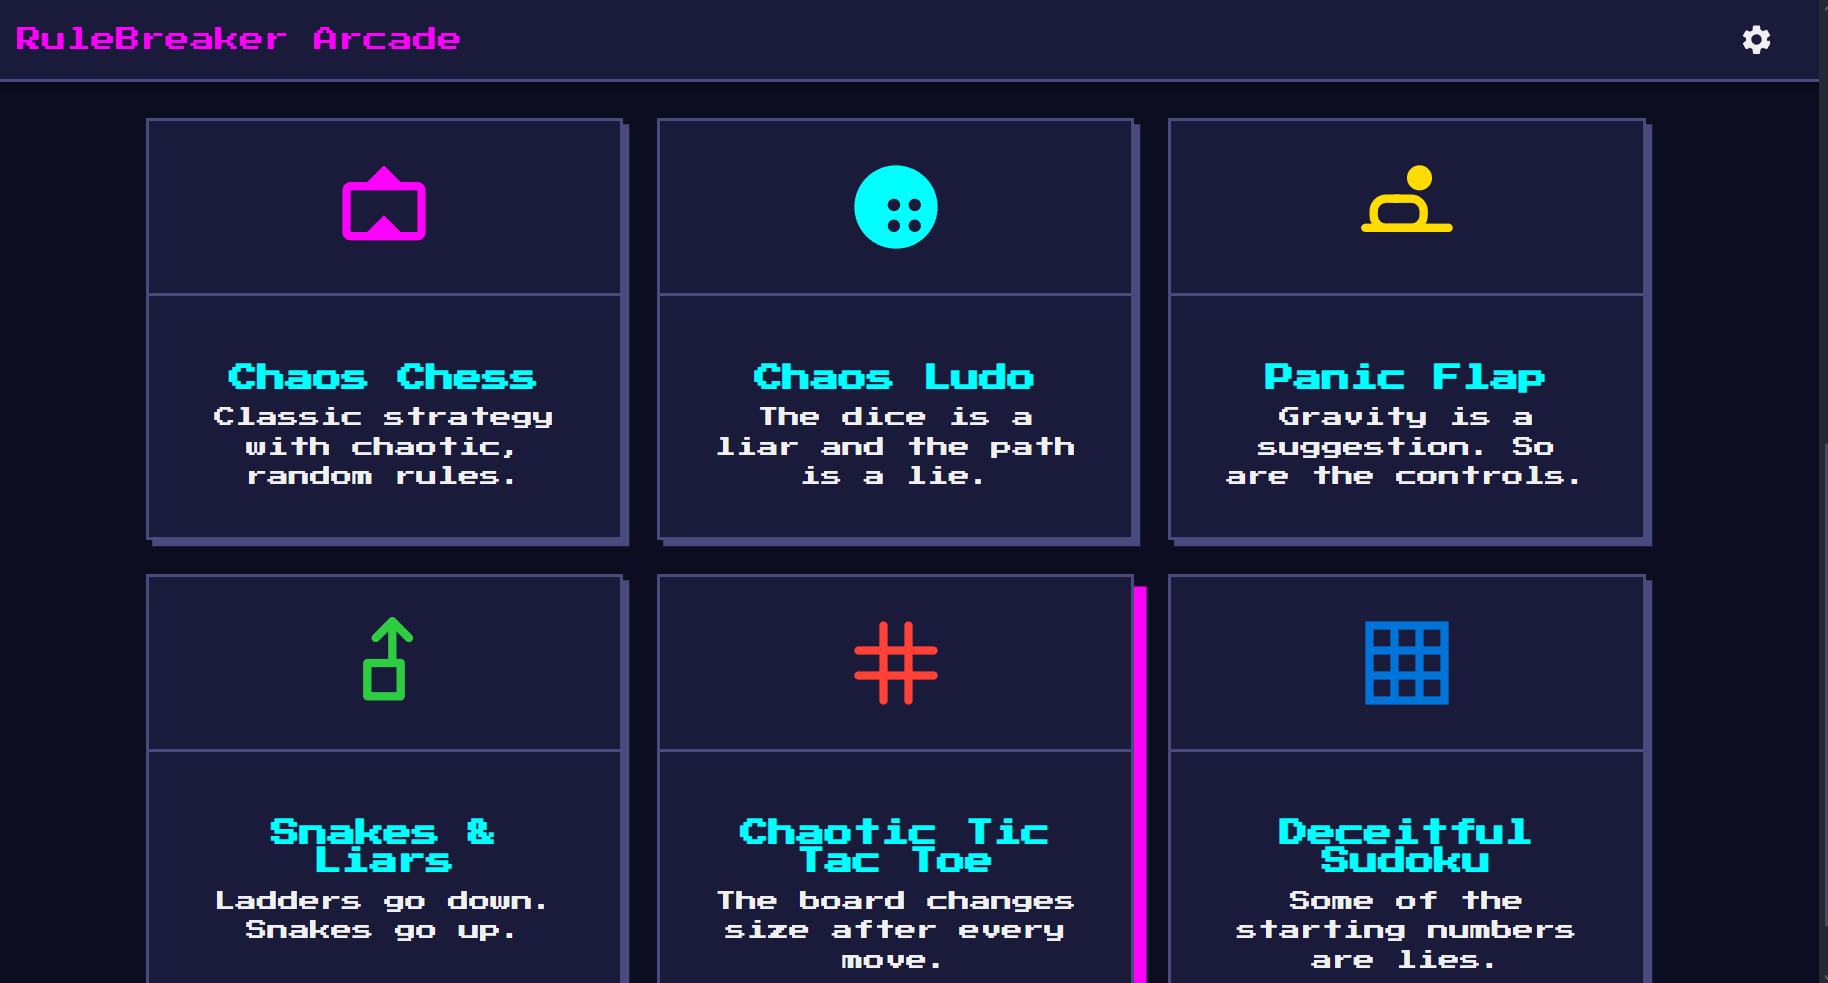 RuleBreaker Arcade
Chaos Chess
Classic strategy
with chaotic,
random rules.
Chaos Ludo
The dice is a
liar and the path
is a lie.
Panic Flap
Gravity is a
suggestion. So
are the controls.
Snakes &
Liars
Ladders go down.
Snakes go up.
Chaotic Tic
Tac Toe
The board changes
size after every
move.
Deceitful
Sudoku
Some of the
starting numbers
are lies.